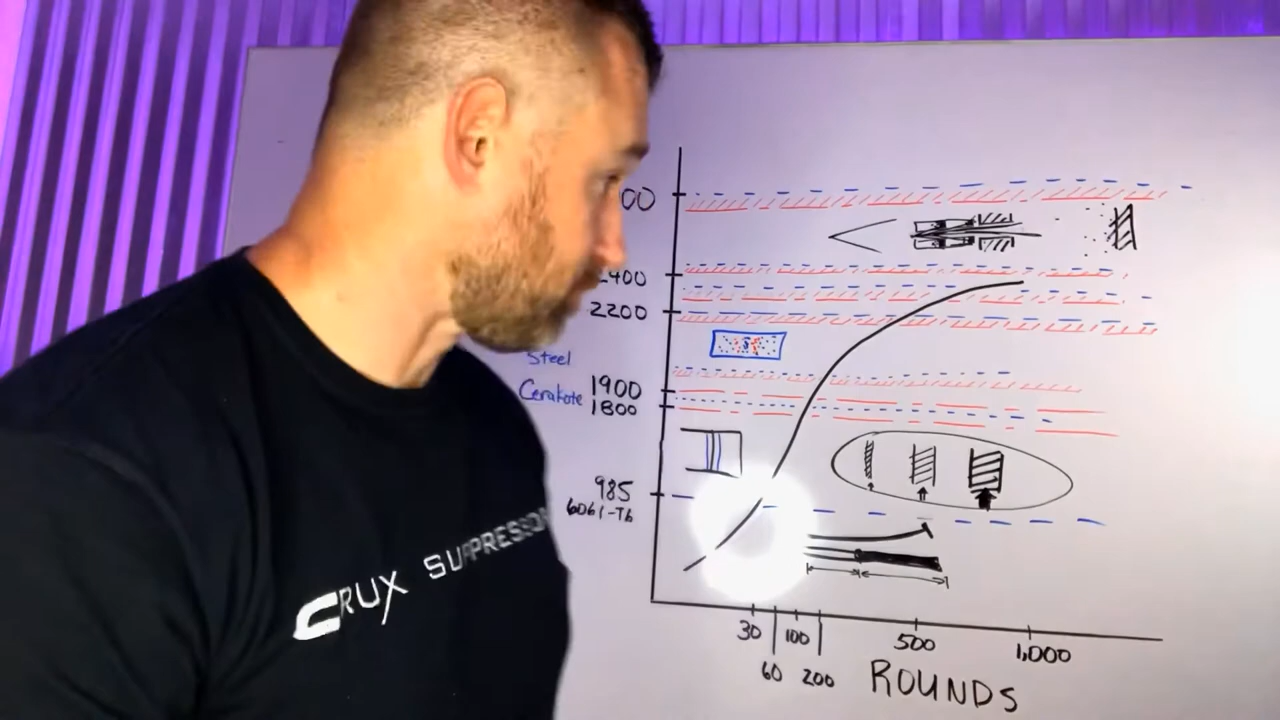 00
2400
2200
Steel
Cerakote 1900
1800
985
6061-T6
CRUX SUPPRESSOR
30
100
500
1,000
60
200
ROUNDS